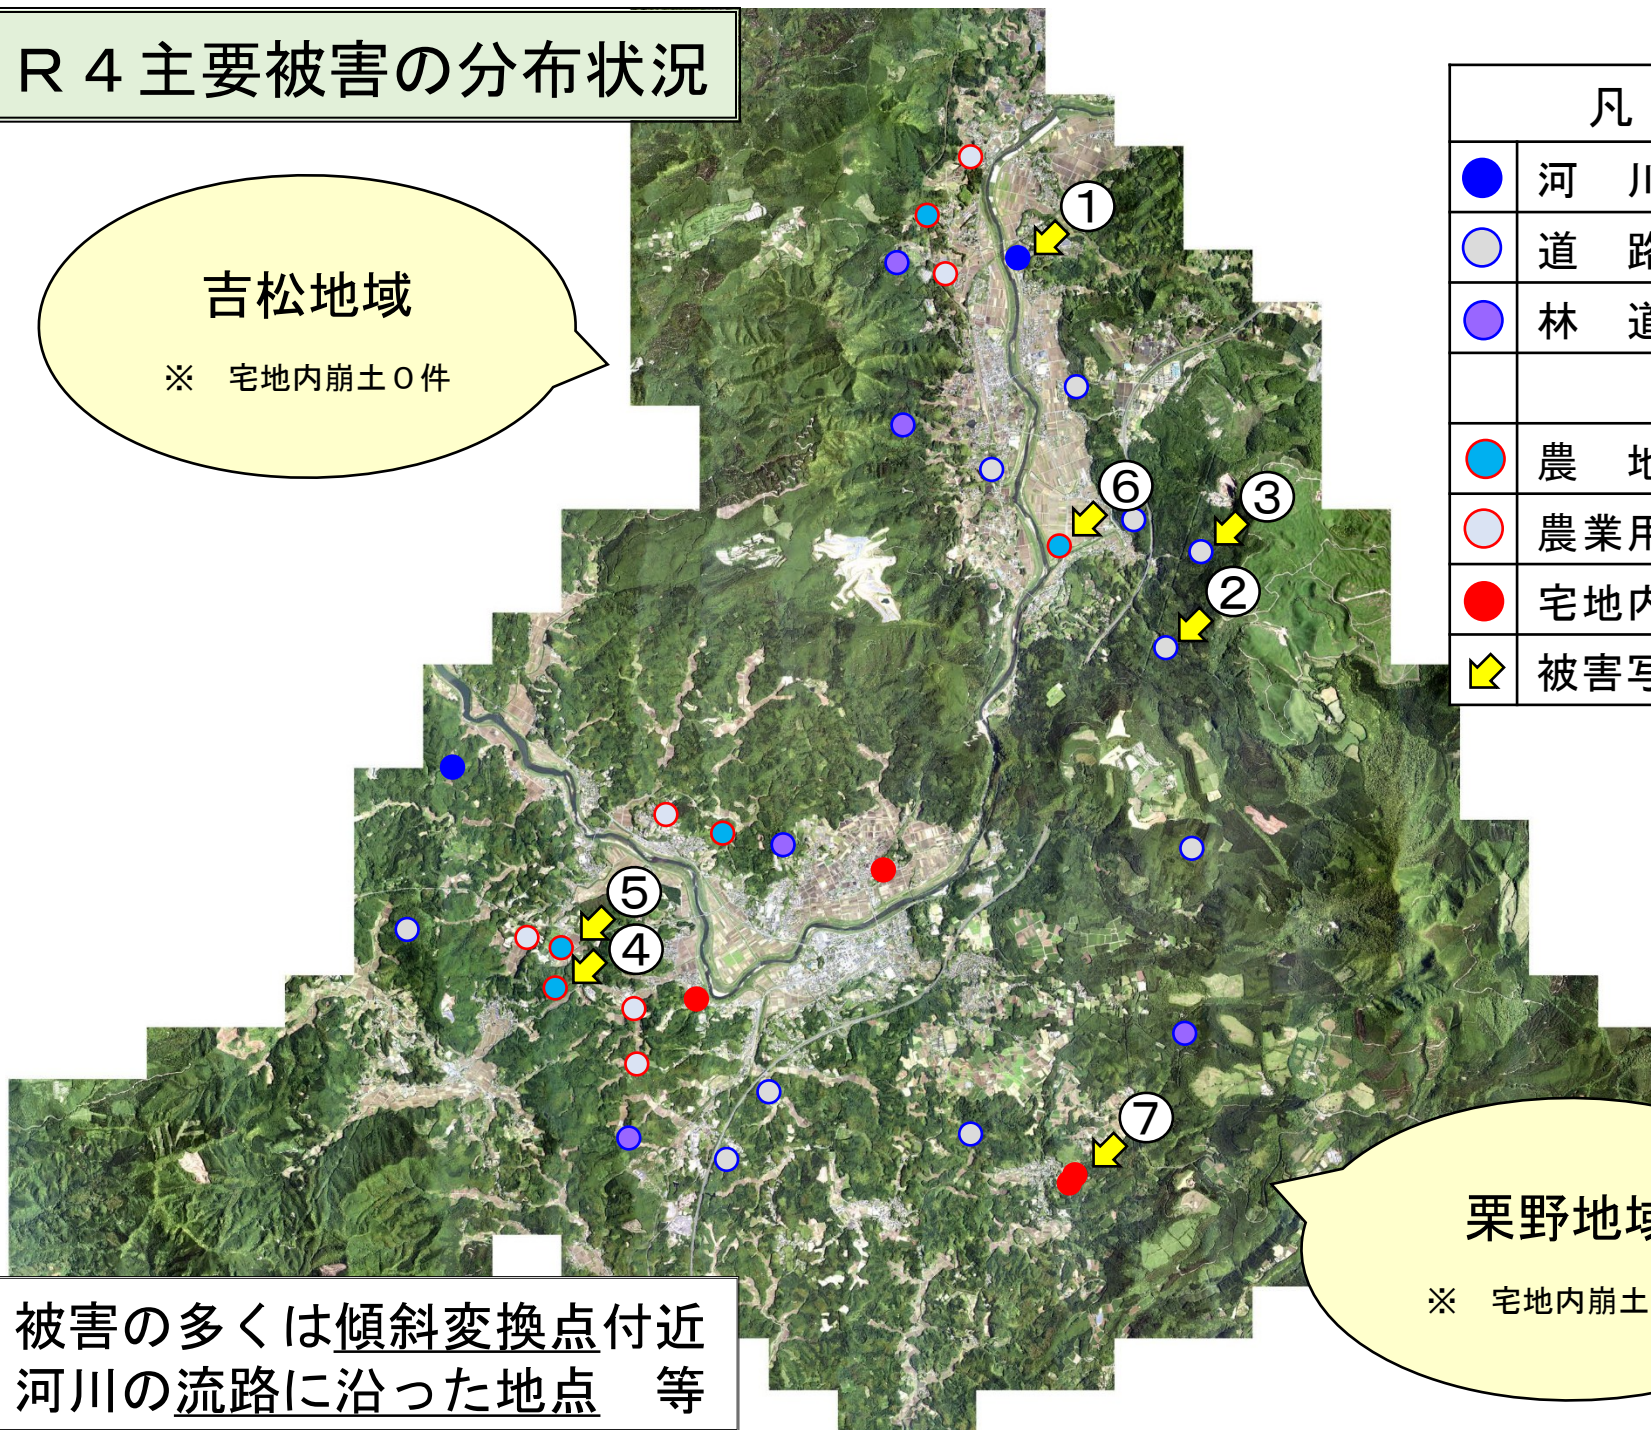 Ｒ４主要被害の分布状況
吉松地域
※　宅地内崩土０件
凡
河　川
道　路
林　道
農　地
農業用
宅地内
被害写
①
⑥
③
②
⑤
④
⑦
栗野地域
※　宅地内崩土
被害の多くは傾斜変換点付近
河川の流路に沿った地点　等